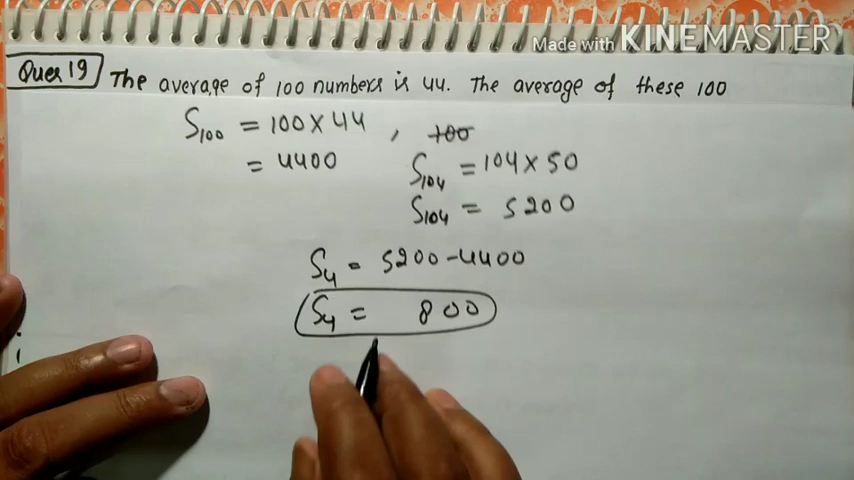 Made with KINEMASTER
Ques 19 The average of 100 numbers is 44. The average of these 100
S100 = 100 × 44 , 100
= 4400
S104 = 104 × 50
S104 = 5200
S4 = 5200 - 4400
S4 = 800